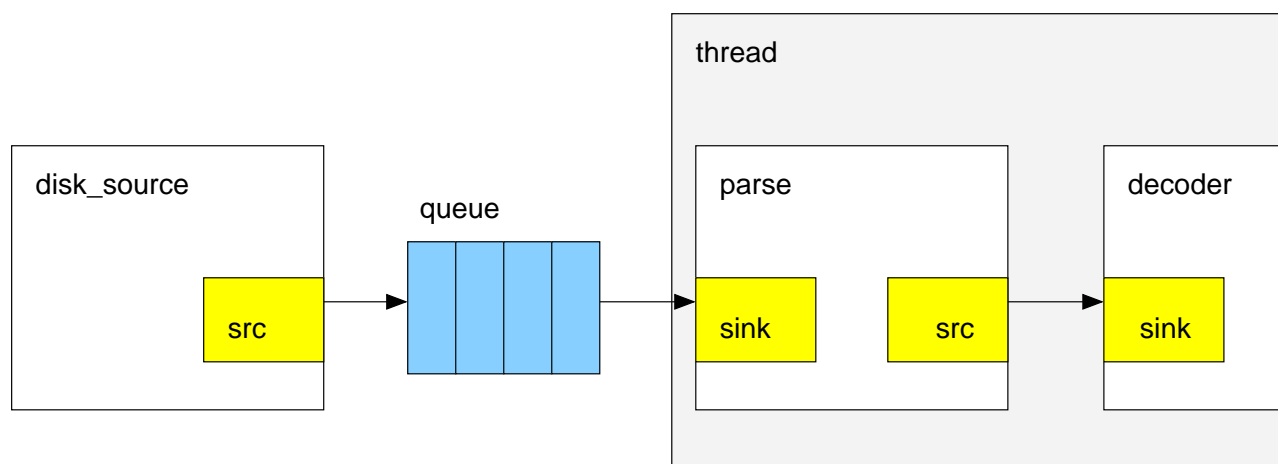 thread
disk_source
parse
decoder
queue
src
sink
src
sink